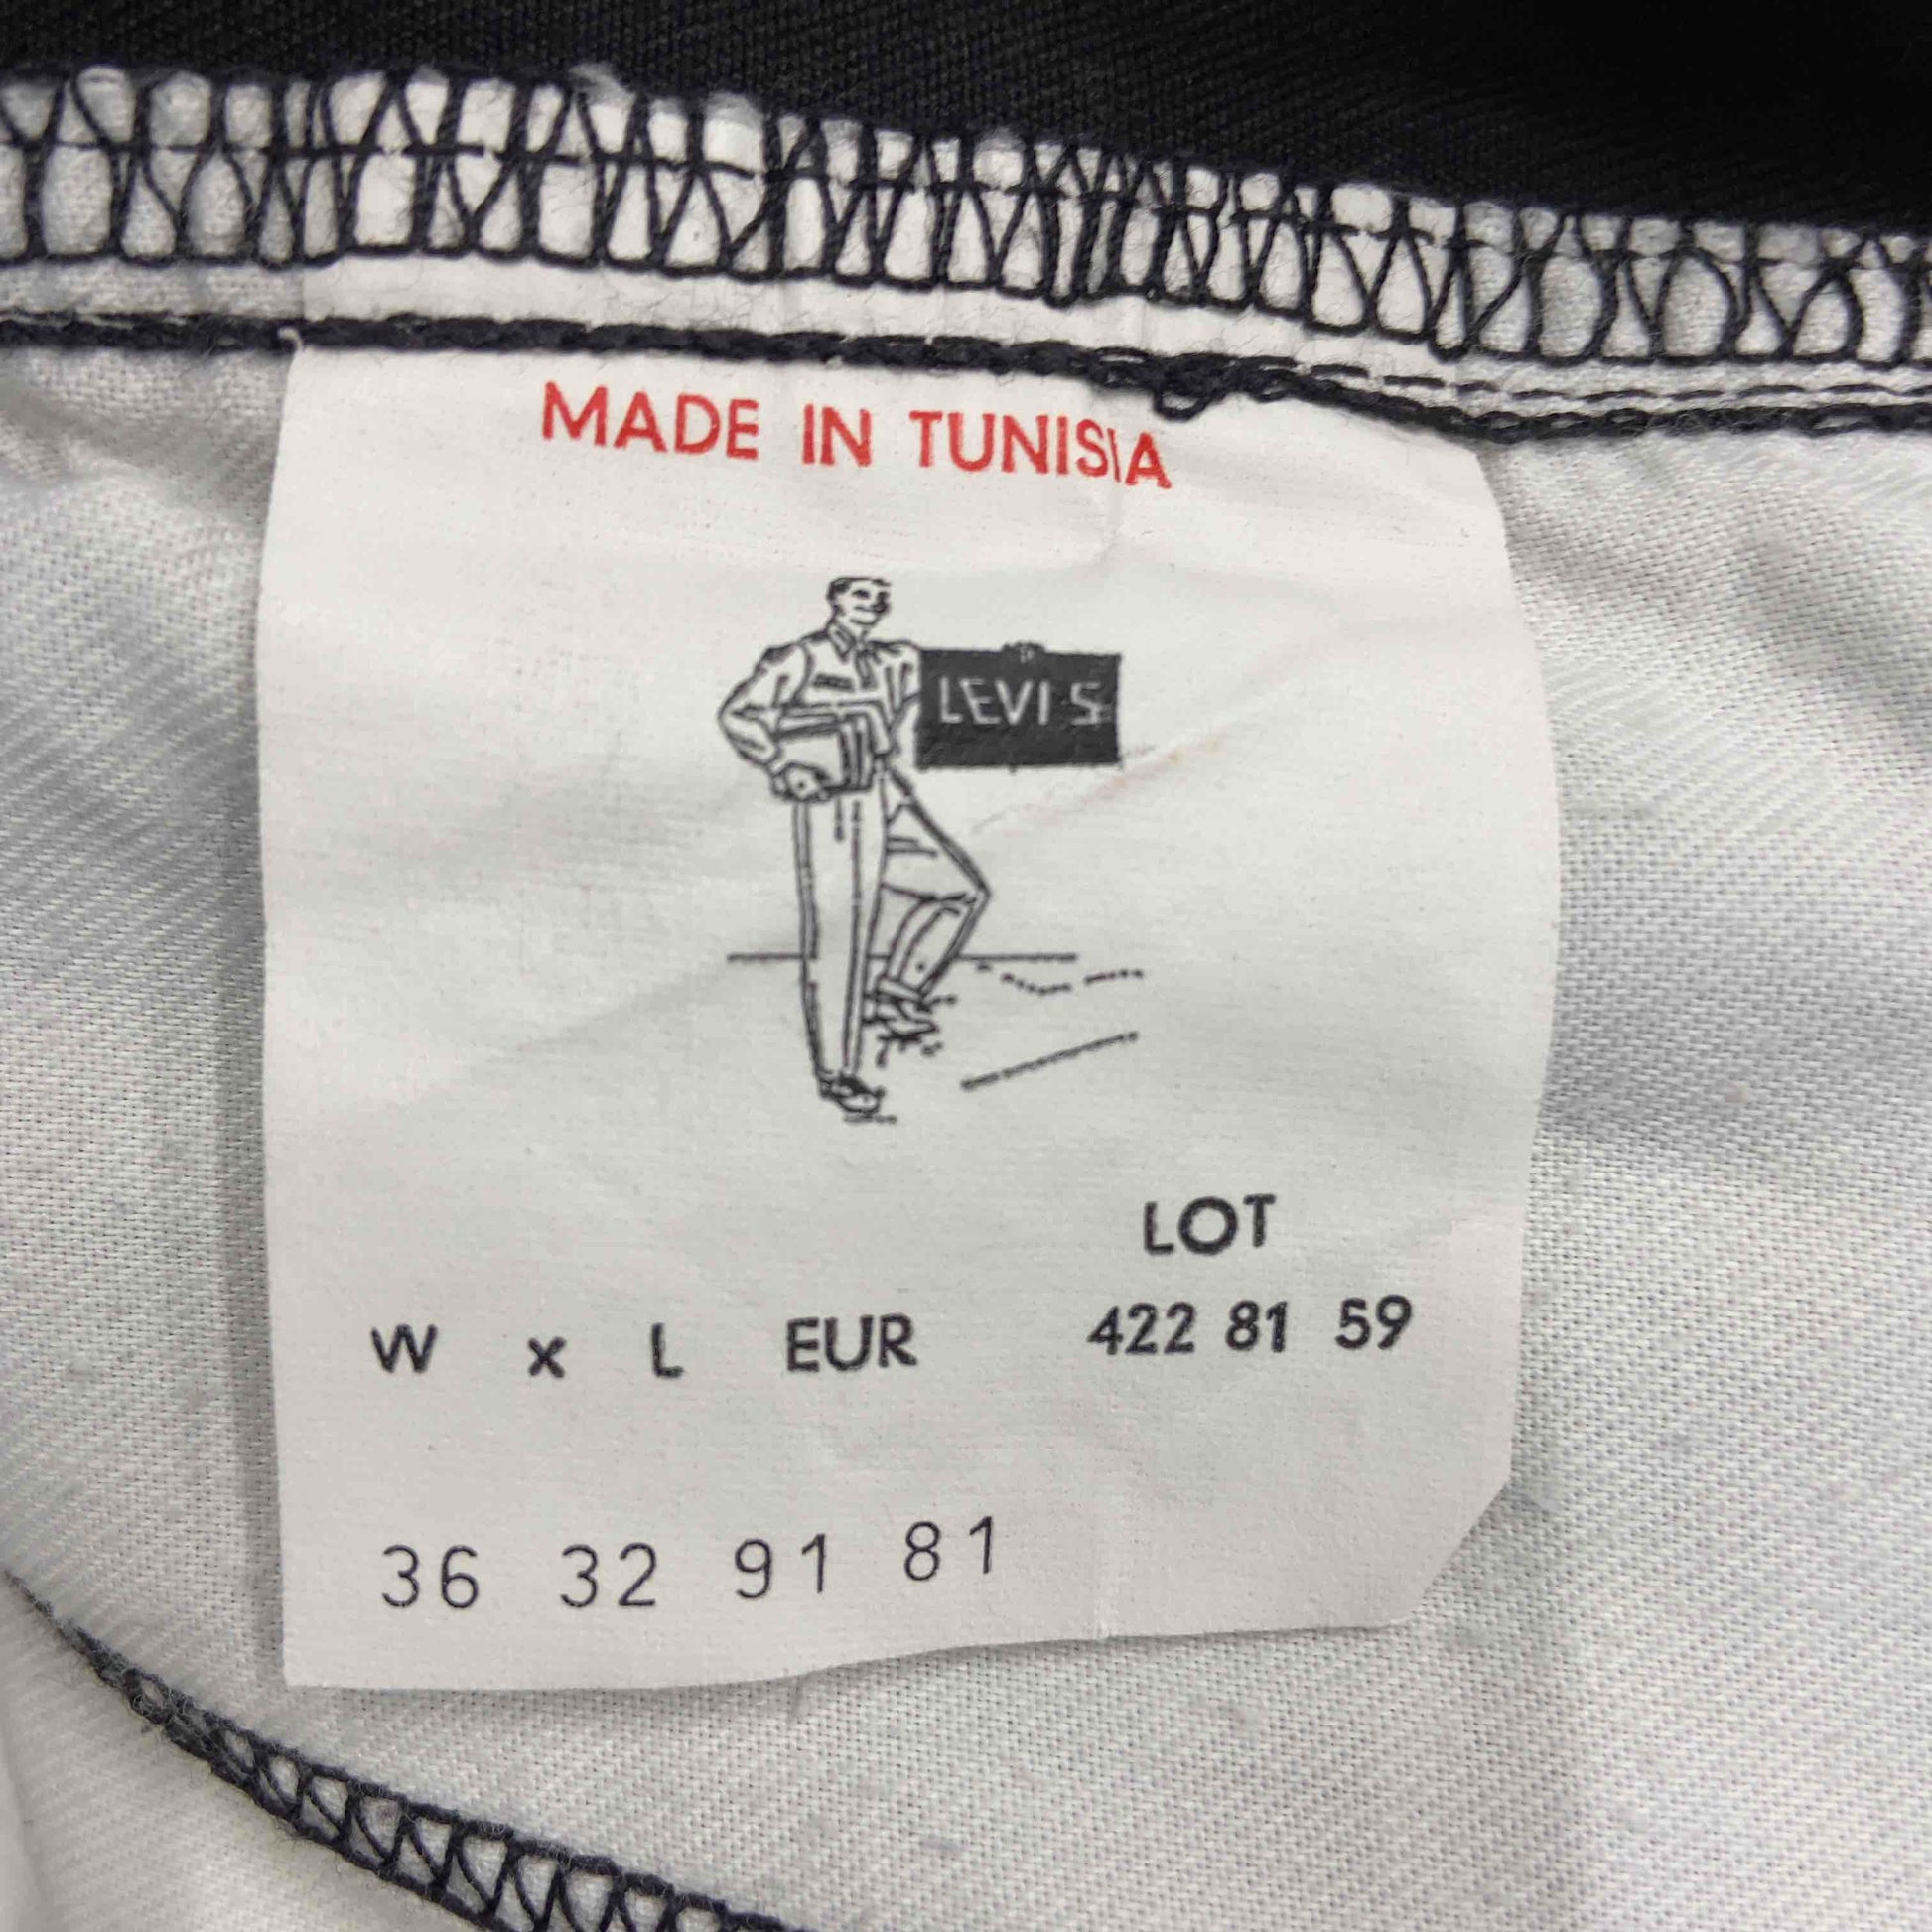 MADE IN TUNISIA
LEVI'S
LOT
W x L EUR 422 81 59
36 32 91 81